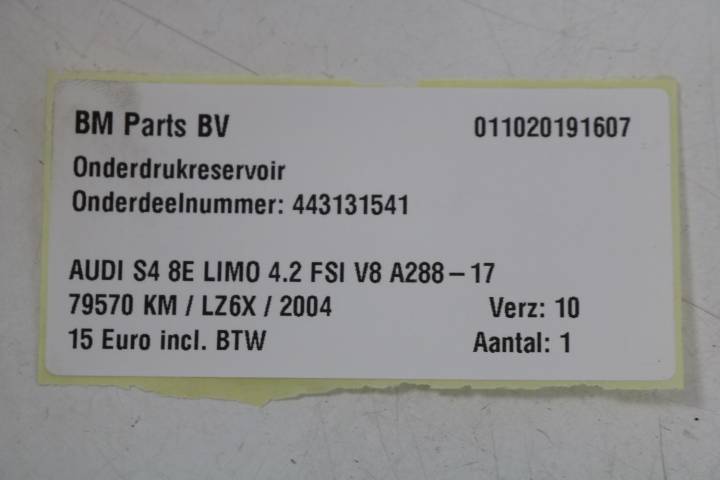 BM Parts BV 011020191607
Onderdrukreservoir
Onderdeelnummer: 443131541
AUDI S4 8E LIMO 4.2 FSI V8 A288-17
79570 KM / LZ6X / 2004 Verz: 10
15 Euro incl. BTW Aantal: 1